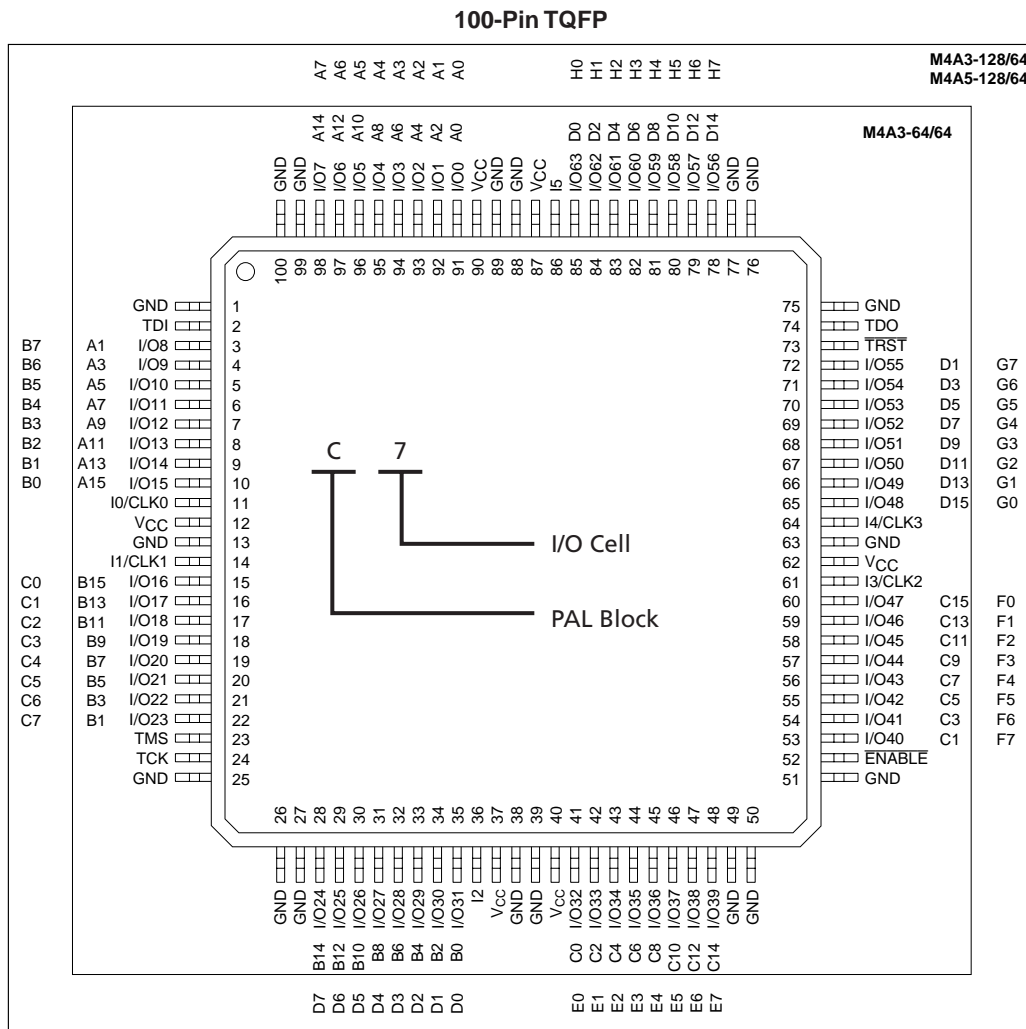 100-Pin TQFP
M4A3-128/64
M4A5-128/64
A7 A6 A5 A4 A3 A2 A1 A0 H0 H1 H2 H3 H4 H5 H6 H7
M4A3-64/64
A14 A12 A10 A8 A6 A4 A2 A0 D0 D2 D4 D6 D8 D10 D12 D14
GND GND I/O7 I/O6 I/O5 I/O4 I/O3 I/O2 I/O1 I/O0 VCC GND GND VCC I5 I/O63 I/O62 I/O61 I/O60 I/O59 I/O58 I/O57 I/O56 GND GND
100 99 98 97 96 95 94 93 92 91 90 89 88 87 86 85 84 83 82 81 80 79 78 77 76
GND 1 75 GND
TDI 2 74 TDO
B7 A1 I/O8 3 73 TRST
B6 A3 I/O9 4 72 I/O55 D1 G7
B5 A5 I/O10 5 71 I/O54 D3 G6
B4 A7 I/O11 6 70 I/O53 D5 G5
B3 A9 I/O12 7 69 I/O52 D7 G4
B2 A11 I/O13 8 68 I/O51 D9 G3
B1 A13 I/O14 9 67 I/O50 D11 G2
B0 A15 I/O15 10 66 I/O49 D13 G1
I0/CLK0 11 65 I/O48 D15 G0
VCC 12 64 I4/CLK3
GND 13 63 GND
I1/CLK1 14 62 VCC
C0 B15 I/O16 15 61 I3/CLK2
C1 B13 I/O17 16 60 I/O47 C15 F0
C2 B11 I/O18 17 59 I/O46 C13 F1
C3 B9 I/O19 18 58 I/O45 C11 F2
C4 B7 I/O20 19 57 I/O44 C9 F3
C5 B5 I/O21 20 56 I/O43 C7 F4
C6 B3 I/O22 21 55 I/O42 C5 F5
C7 B1 I/O23 22 54 I/O41 C3 F6
TMS 23 53 I/O40 C1 F7
TCK 24 52 ENABLE
GND 25 51 GND
C 7
I/O Cell
PAL Block
26 27 28 29 30 31 32 33 34 35 36 37 38 39 40 41 42 43 44 45 46 47 48 49 50
GND GND I/O24 I/O25 I/O26 I/O27 I/O28 I/O29 I/O30 I/O31 I2 VCC GND GND VCC I/O32 I/O33 I/O34 I/O35 I/O36 I/O37 I/O38 I/O39 GND GND
B14 B12 B10 B8 B6 B4 B2 B0 C0 C2 C4 C6 C8 C10 C12 C14
D7 D6 D5 D4 D3 D2 D1 D0 E0 E1 E2 E3 E4 E5 E6 E7